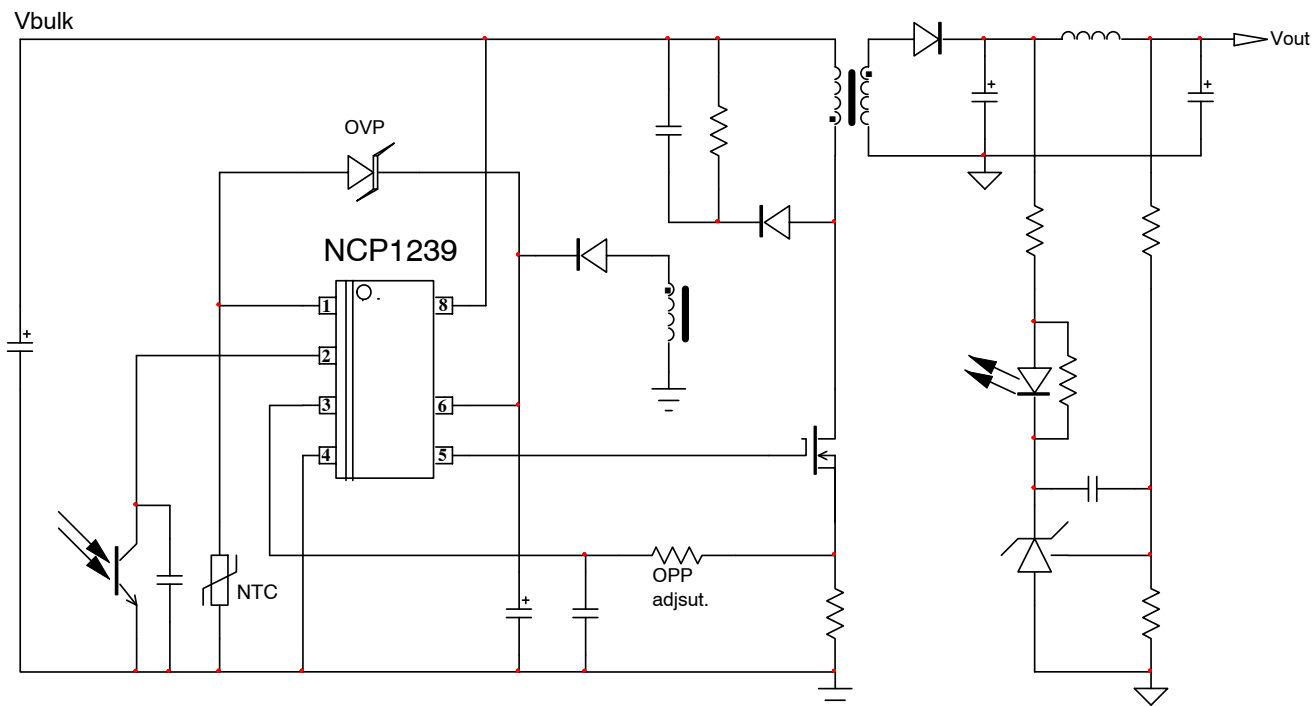 Vbulk
Vout
+
+
OVP
NCP1239
1
8
+
2
3
6
4
5
NTC
+
OPP
adjsut.